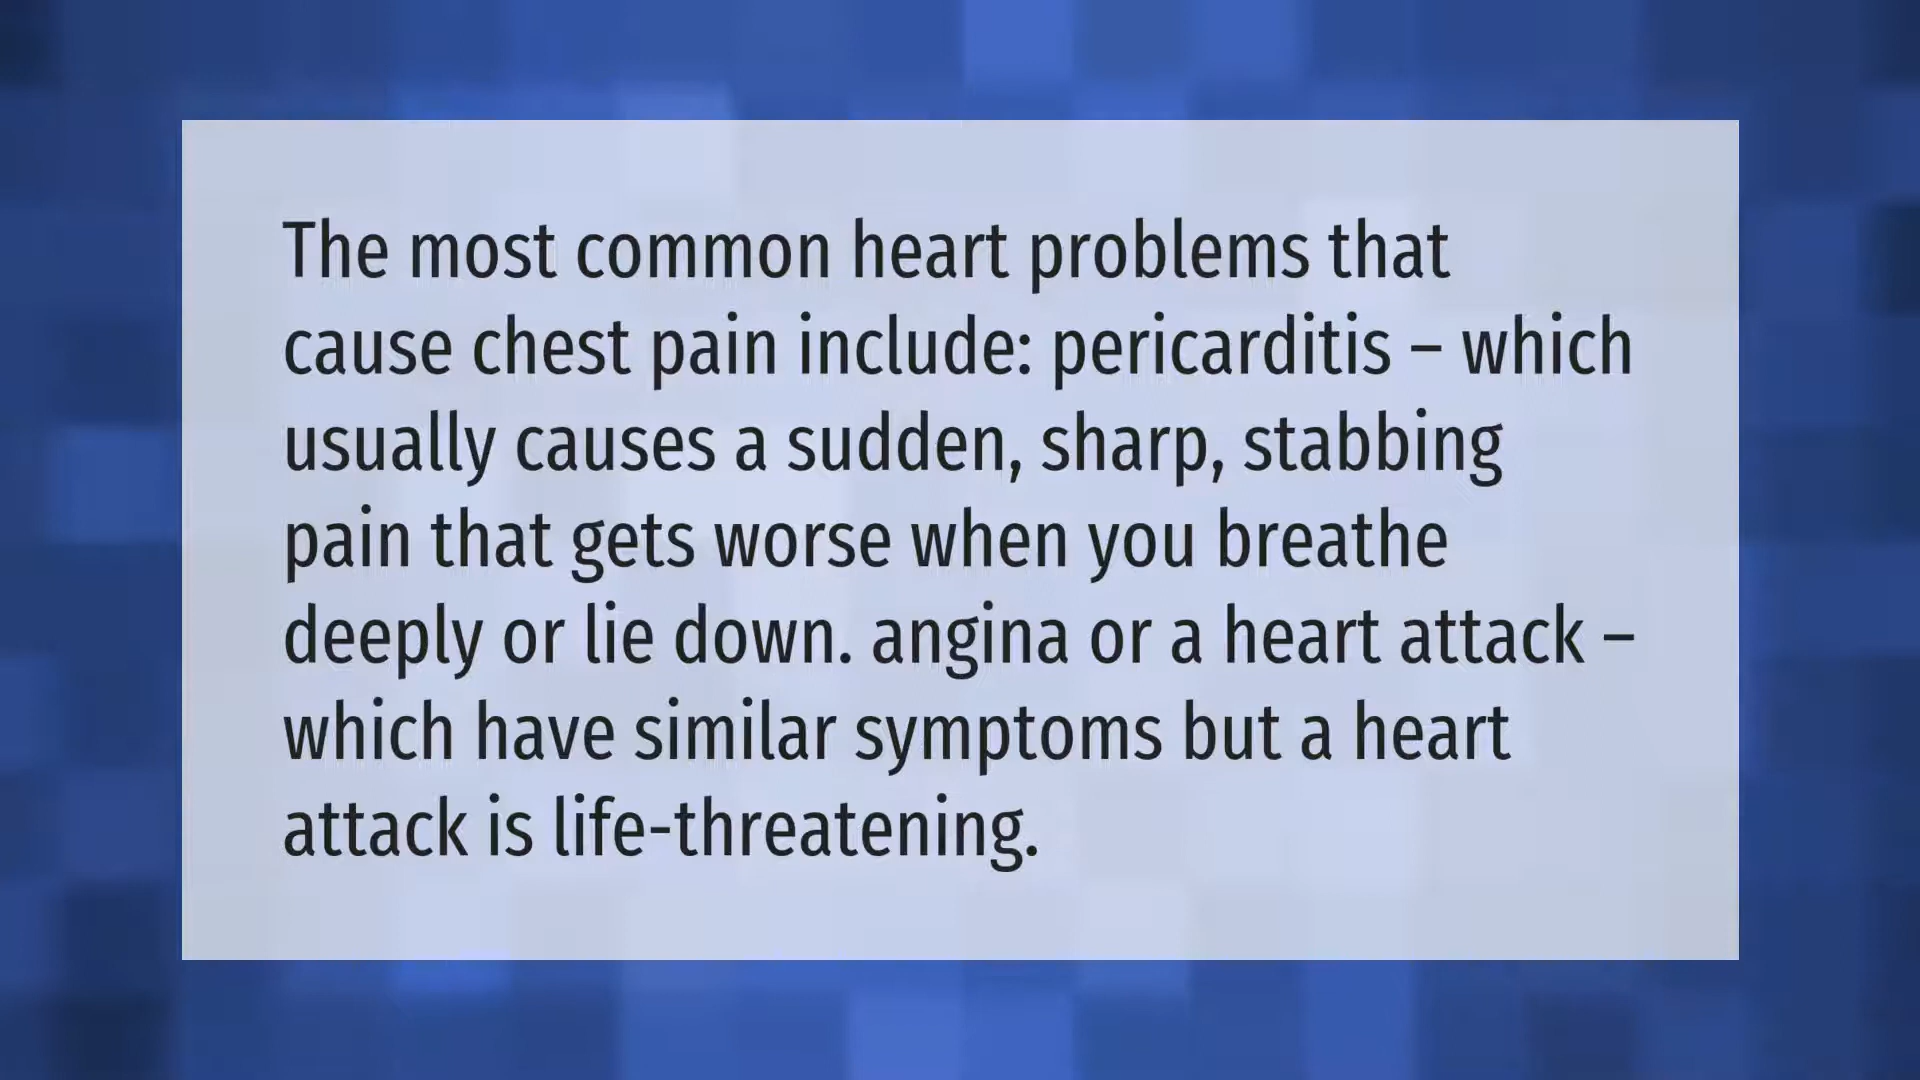 The most common heart problems that
cause chest pain include: pericarditis – which
usually causes a sudden, sharp, stabbing
pain that gets worse when you breathe
deeply or lie down. angina or a heart attack –
which have similar symptoms but a heart
attack is life-threatening.